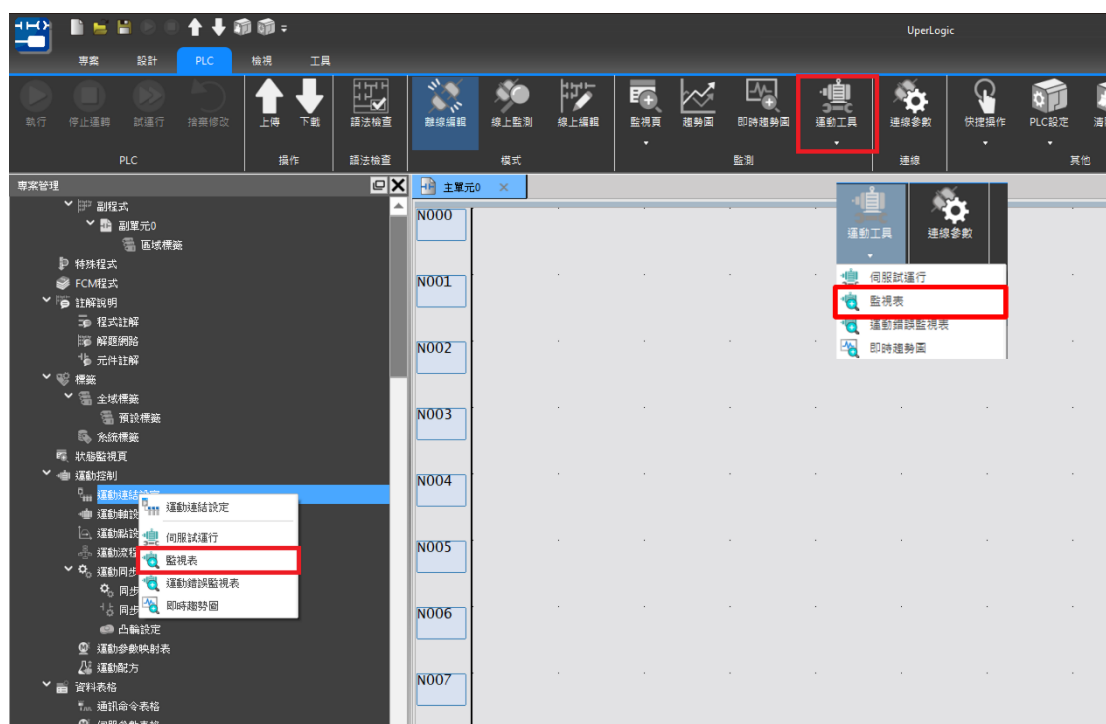 UperLogic
專案 設計 PLC 檢視 工具
執行 停止運轉 試運行 捨棄修改 上傳 下載 語法檢查 離線編輯 線上監測 線上編輯 監視頁 趨勢圖 即時趨勢圖 運動工具 連線參數 快捷操作 PLC設定
PLC 操作 語法檢查 模式 監測 連線 其他
專案管理
主單元0
副程式
副單元0
區域標籤
特殊程式
FCM程式
註解說明
程式註解
解題網路
元件註解
標籤
全域標籤
預設標籤
系統標籤
狀態監視頁
運動控制
運動連結設定
運動軸設
運動點設
運動流程
運動同步
同步
同步
凸輪設定
運動參數映射表
運動配方
資料表格
通訊命令表格
伺服參數表格
運動連結設定
伺服試運行
監視表
運動錯誤監視表
即時趨勢圖
N000
N001
N002
N003
N004
N005
N006
N007
運動工具 連線參數
伺服試運行
監視表
運動錯誤監視表
即時趨勢圖